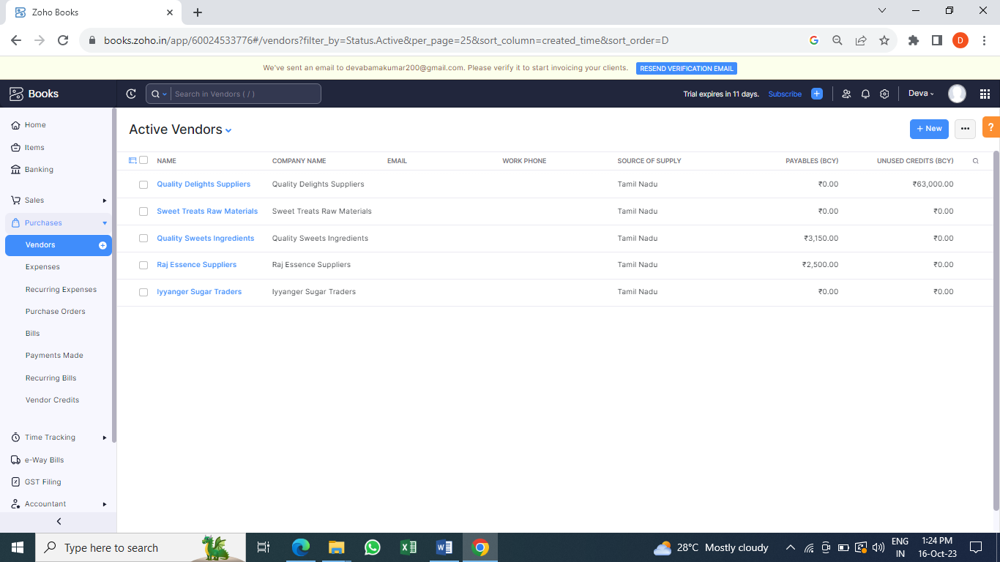 Zoho Books
books.zoho.in/app/60024533776#/vendors?filter_by=Status.Active&per_page=25&sort_column=created_time&sort_order=D
D
We've sent an email to devabamakumar200@gmail.com. Please verify it to start invoicing your clients. RESEND VERIFICATION EMAIL
Books
Search in Vendors ( / )
Trial expires in 11 days. Subscribe
Deva
Home
Items
Banking
Sales
Purchases
Vendors
Expenses
Recurring Expenses
Purchase Orders
Bills
Payments Made
Recurring Bills
Vendor Credits
Time Tracking
e-Way Bills
GST Filing
Accountant
Active Vendors
+ New
?
NAME COMPANY NAME EMAIL WORK PHONE SOURCE OF SUPPLY PAYABLES (BCY) UNUSED CREDITS (BCY)
Quality Delights Suppliers Quality Delights Suppliers Tamil Nadu ₹0.00 ₹63,000.00
Sweet Treats Raw Materials Sweet Treats Raw Materials Tamil Nadu ₹0.00 ₹0.00
Quality Sweets Ingredients Quality Sweets Ingredients Tamil Nadu ₹3,150.00 ₹0.00
Raj Essence Suppliers Raj Essence Suppliers Tamil Nadu ₹2,500.00 ₹0.00
Iyyanger Sugar Traders Iyyanger Sugar Traders Tamil Nadu ₹0.00 ₹0.00
Type here to search
28°C Mostly cloudy
ENG
IN
1:24 PM
16-Oct-23